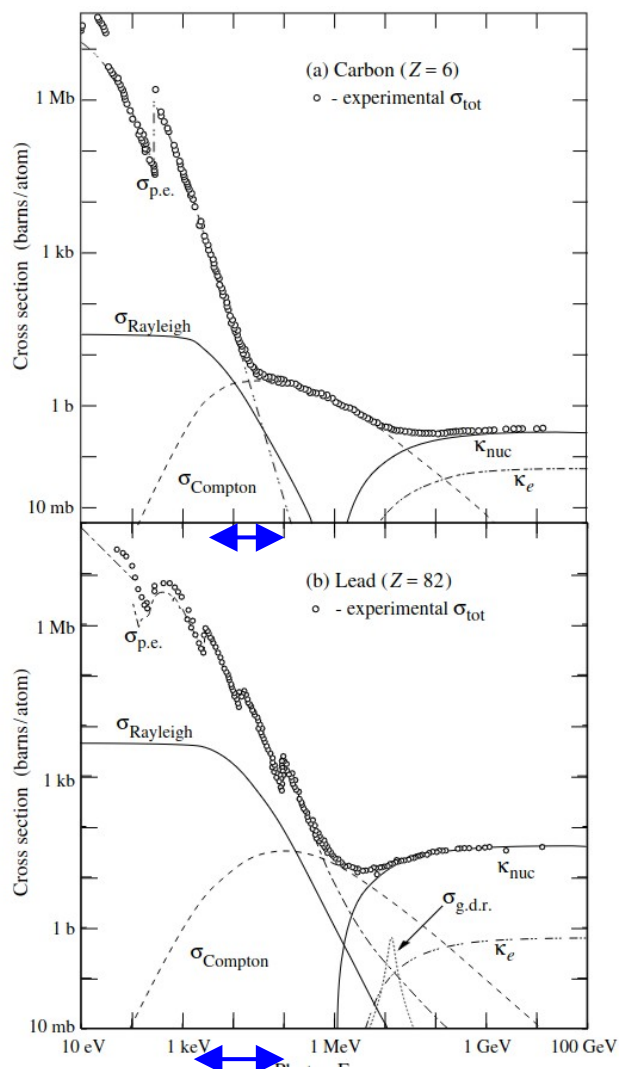 (a) Carbon (Z = 6)
- experimental σtot
1 Mb
σp.e.
1 kb
σRayleigh
1 b
κnuc
σCompton
κe
10 mb
Cross section (barns/atom)
(b) Lead (Z = 82)
- experimental σtot
1 Mb
σp.e.
σRayleigh
1 kb
κnuc
σg.d.r.
1 b
σCompton
κe
10 mb
Cross section (barns/atom)
10 eV 1 keV 1 MeV 1 GeV 100 GeV